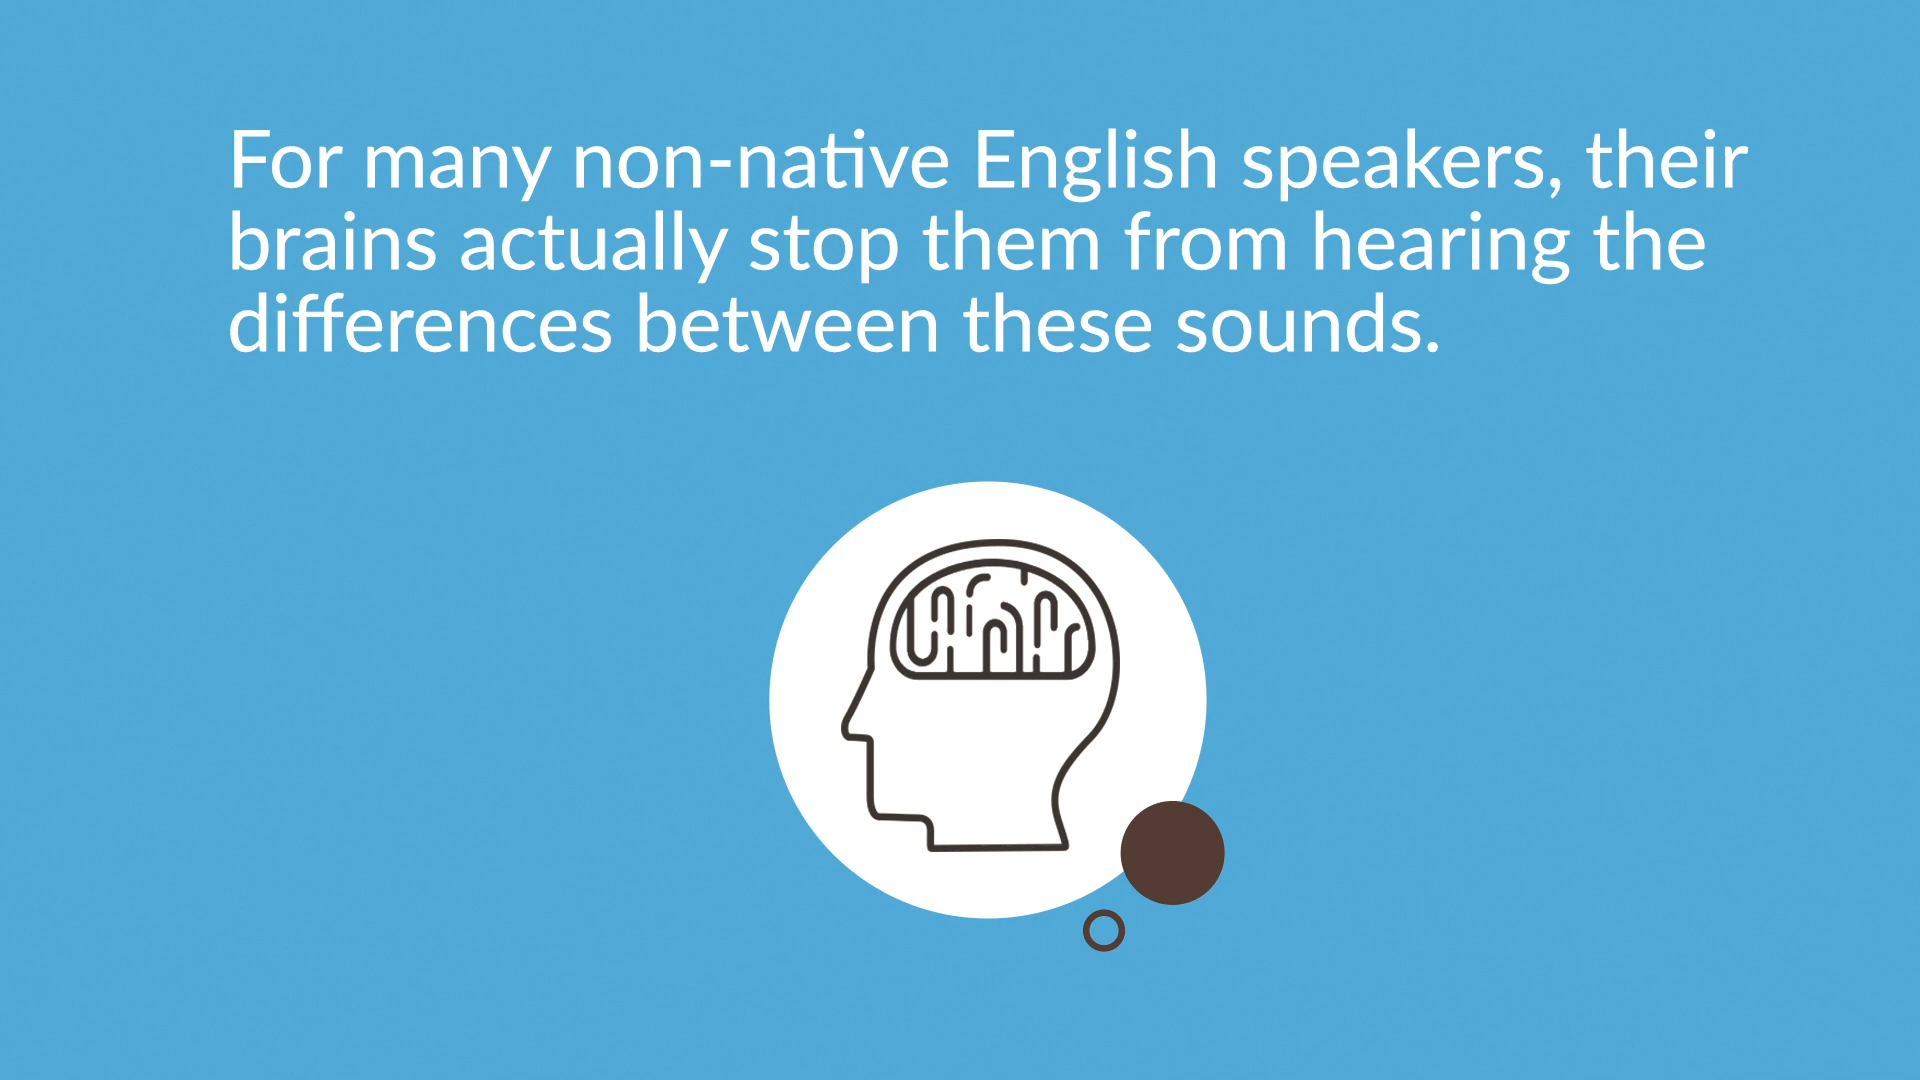 For many non-native English speakers, their
brains actually stop them from hearing the
differences between these sounds.